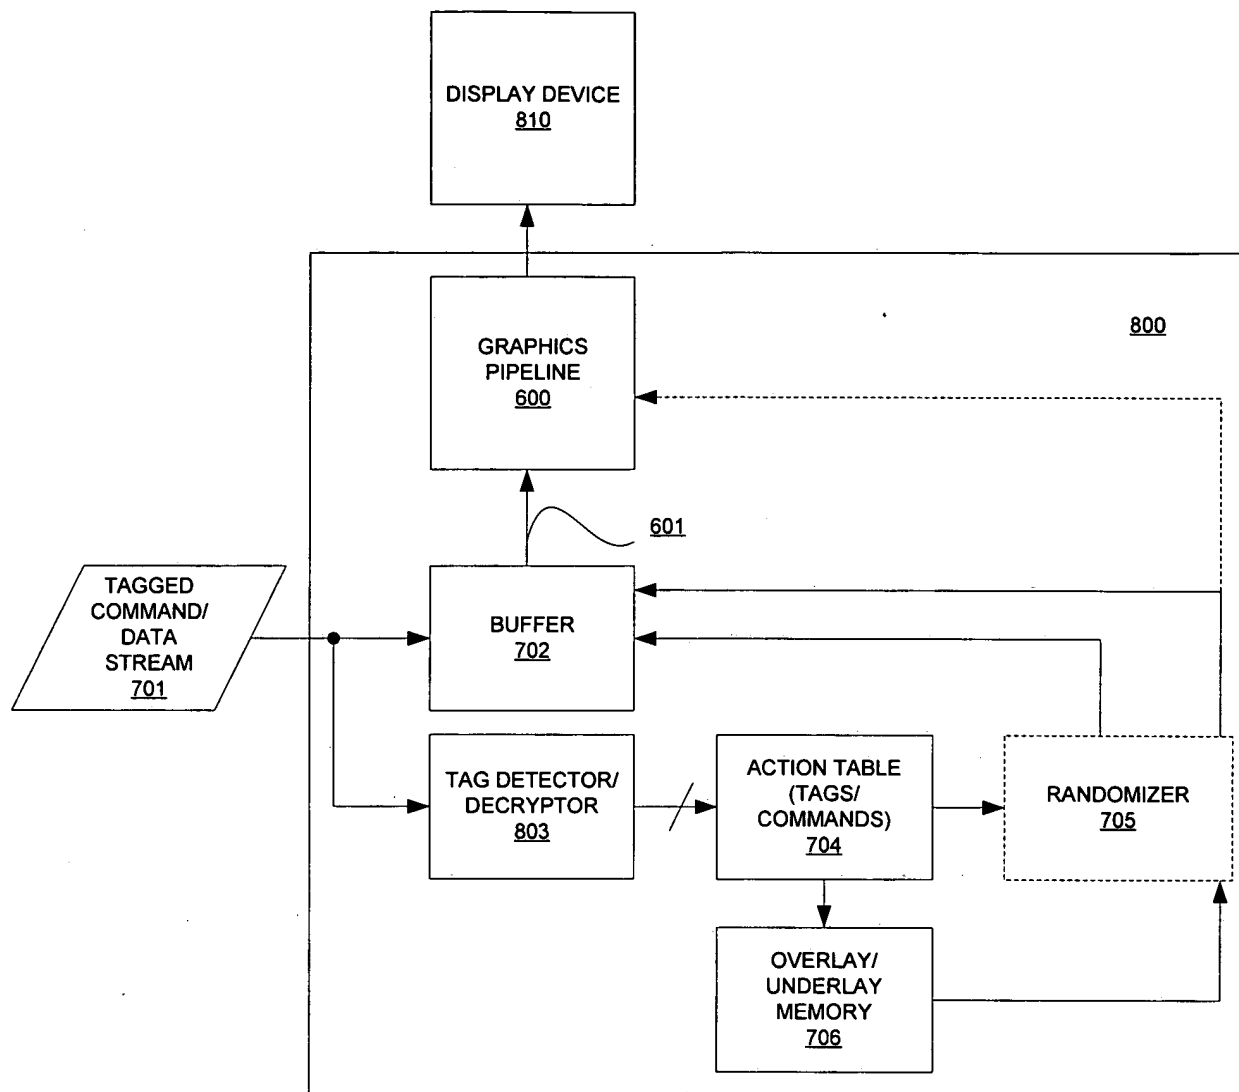 DISPLAY DEVICE
810
800
GRAPHICS
PIPELINE
600
601
TAGGED
COMMAND/
DATA
STREAM
701
BUFFER
702
TAG DETECTOR/
DECRYPTOR
803
ACTION TABLE
(TAGS/
COMMANDS)
704
RANDOMIZER
705
OVERLAY/
UNDERLAY
MEMORY
706